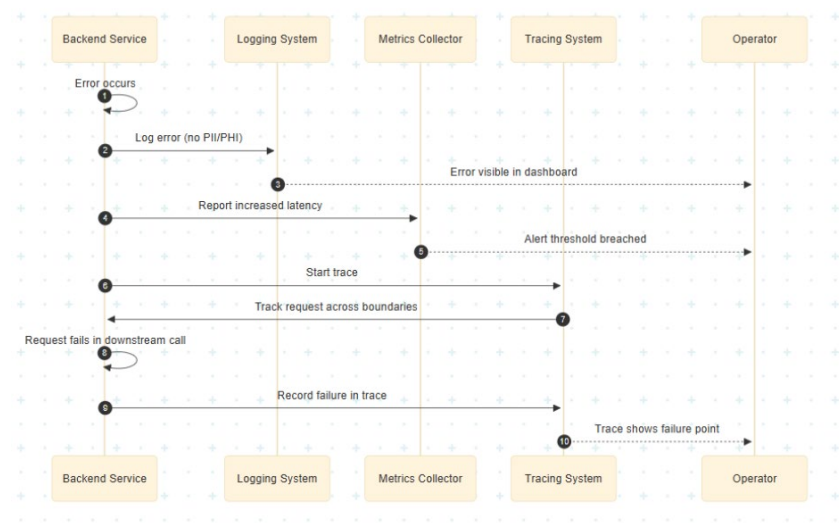 Backend Service
Logging System
Metrics Collector
Tracing System
Operator
Error occurs
1
Log error (no PII/PHI)
2
Error visible in dashboard
3
Report increased latency
4
Alert threshold breached
5
Start trace
6
Track request across boundaries
7
Request fails in downstream call
8
Record failure in trace
9
Trace shows failure point
10
Backend Service
Logging System
Metrics Collector
Tracing System
Operator